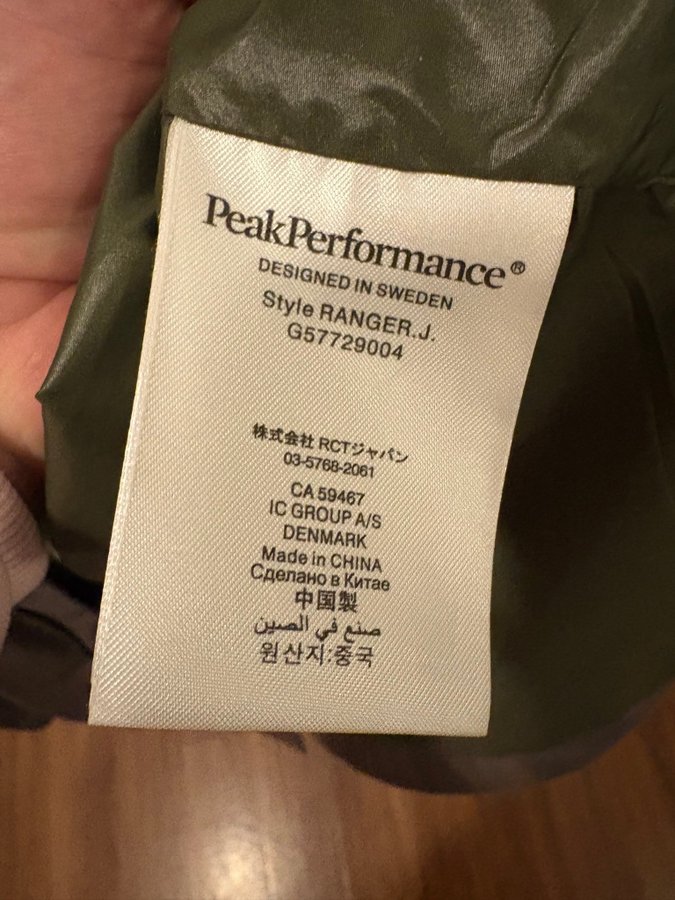 PeakPerformance®
DESIGNED IN SWEDEN
Style RANGER.J.
G57729004
株式会社 RCTジャパン
03-5768-2061
CA 59467
IC GROUP A/S
DENMARK
Made in CHINA
Сделано в Китае
中国製
صنع في الصين
원산지:중국